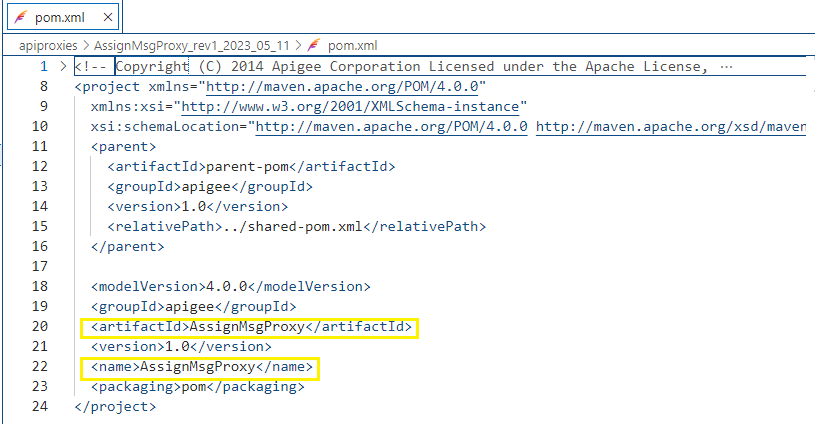 pom.xml ×
apiproxies > AssignMsgProxy_rev1_2023_05_11 > pom.xml
1 > <!-- Copyright (C) 2014 Apigee Corporation Licensed under the Apache License, ⋯
8 <project xmlns="http://maven.apache.org/POM/4.0.0"
9 xmlns:xsi="http://www.w3.org/2001/XMLSchema-instance"
10 xsi:schemaLocation="http://maven.apache.org/POM/4.0.0 http://maven.apache.org/xsd/maven
11 <parent>
12 <artifactId>parent-pom</artifactId>
13 <groupId>apigee</groupId>
14 <version>1.0</version>
15 <relativePath>../shared-pom.xml</relativePath>
16 </parent>
17
18 <modelVersion>4.0.0</modelVersion>
19 <groupId>apigee</groupId>
20 <artifactId>AssignMsgProxy</artifactId>
21 <version>1.0</version>
22 <name>AssignMsgProxy</name>
23 <packaging>pom</packaging>
24 </project>